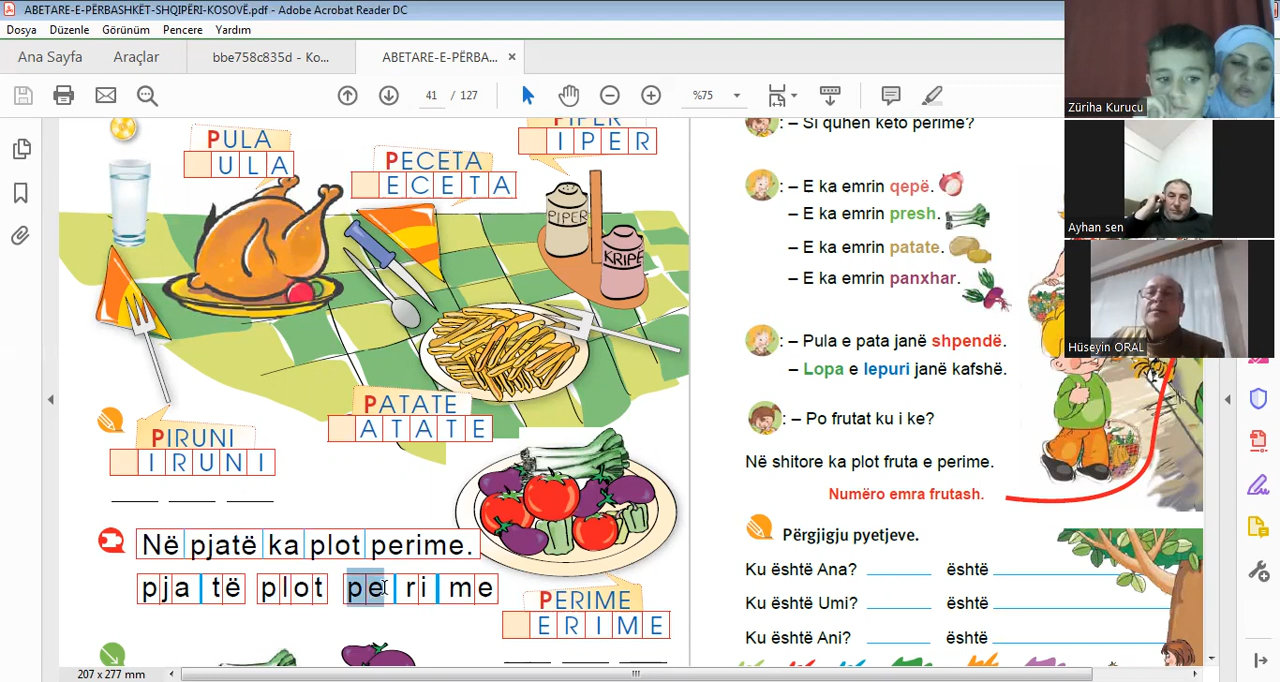 ABETARE-E-PËRBASHKËT-SHQIPËRI-KOSOVË.pdf - Adobe Acrobat Reader DC
Dosya Düzenle Görünüm Pencere Yardım
Ana Sayfa Araçlar bbe758c835d - Ko... ABETARE-E-PËRBA... ×
41 / 127 %75
PULA
ULA
PECETA
ECETA
PIPER
IPER
PIPER
KRIPË
PIRUNI
IRUNI
PATATE
ATATE
Në pjatë ka plot perime.
pja të plot pe ri me
PERIME
ERIME
: – Si quhen këto perime?
: – E ka emrin qepë.
– E ka emrin presh.
– E ka emrin patate.
– E ka emrin panxhar.
: – Pula e pata janë shpendë.
– Lopa e lepuri janë kafshë.
: – Po frutat ku i ke?
Në shitore ka plot fruta e perime.
Numëro emra frutash.
Përgjigju pyetjeve.
Ku është Ana? është
Ku është Umi? është
Ku është Ani? është
207 x 277 mm
Züriha Kurucu
Ayhan sen
Hüseyin ORAL